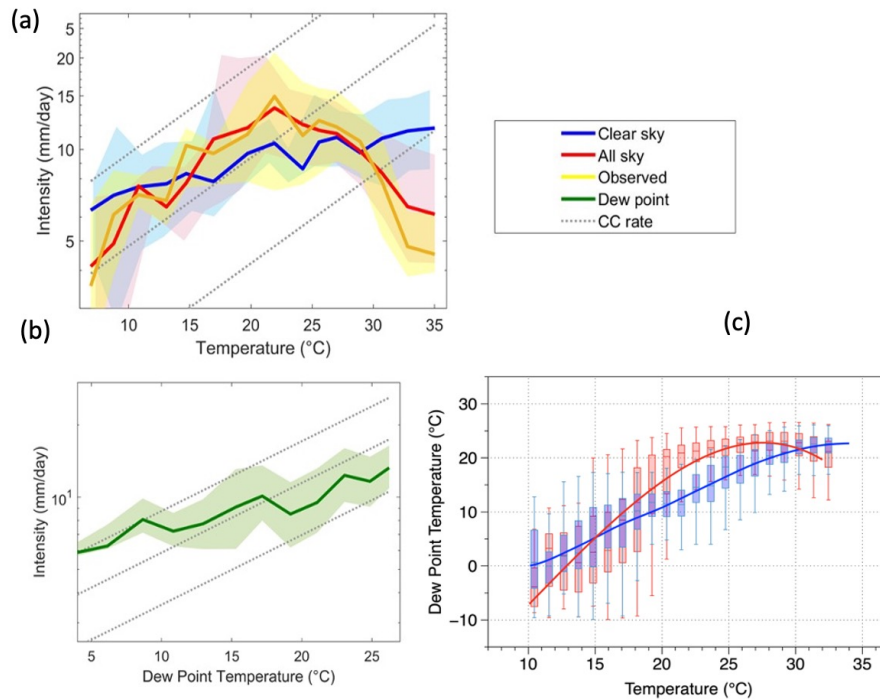 (a)
Intensity (mm/day)
5
20
15
10
5
10 15 20 25 30 35
Temperature (°C)
Clear sky
All sky
Observed
Dew point
CC rate
(b)
Intensity (mm/day)
10¹
5 10 15 20 25
Dew Point Temperature (°C)
(c)
Dew Point Temperature (°C)
30
20
10
0
−10
10 15 20 25 30 35
Temperature (°C)